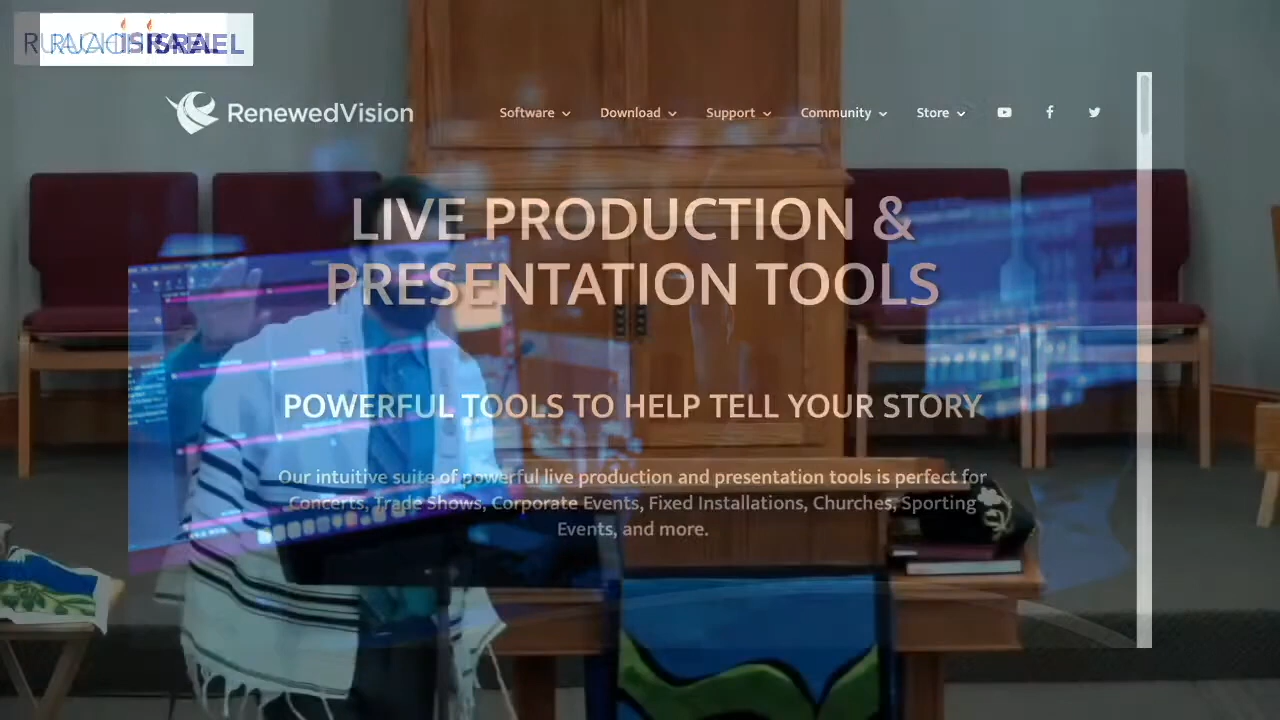 RUACH ISRAEL
RenewedVision
Software Download Support Community Store
LIVE PRODUCTION &
PRESENTATION TOOLS
POWERFUL TOOLS TO HELP TELL YOUR STORY
Our intuitive suite of powerful live production and presentation tools is perfect for
Concerts, Trade Shows, Corporate Events, Fixed Installations, Churches, Sporting
Events, and more.